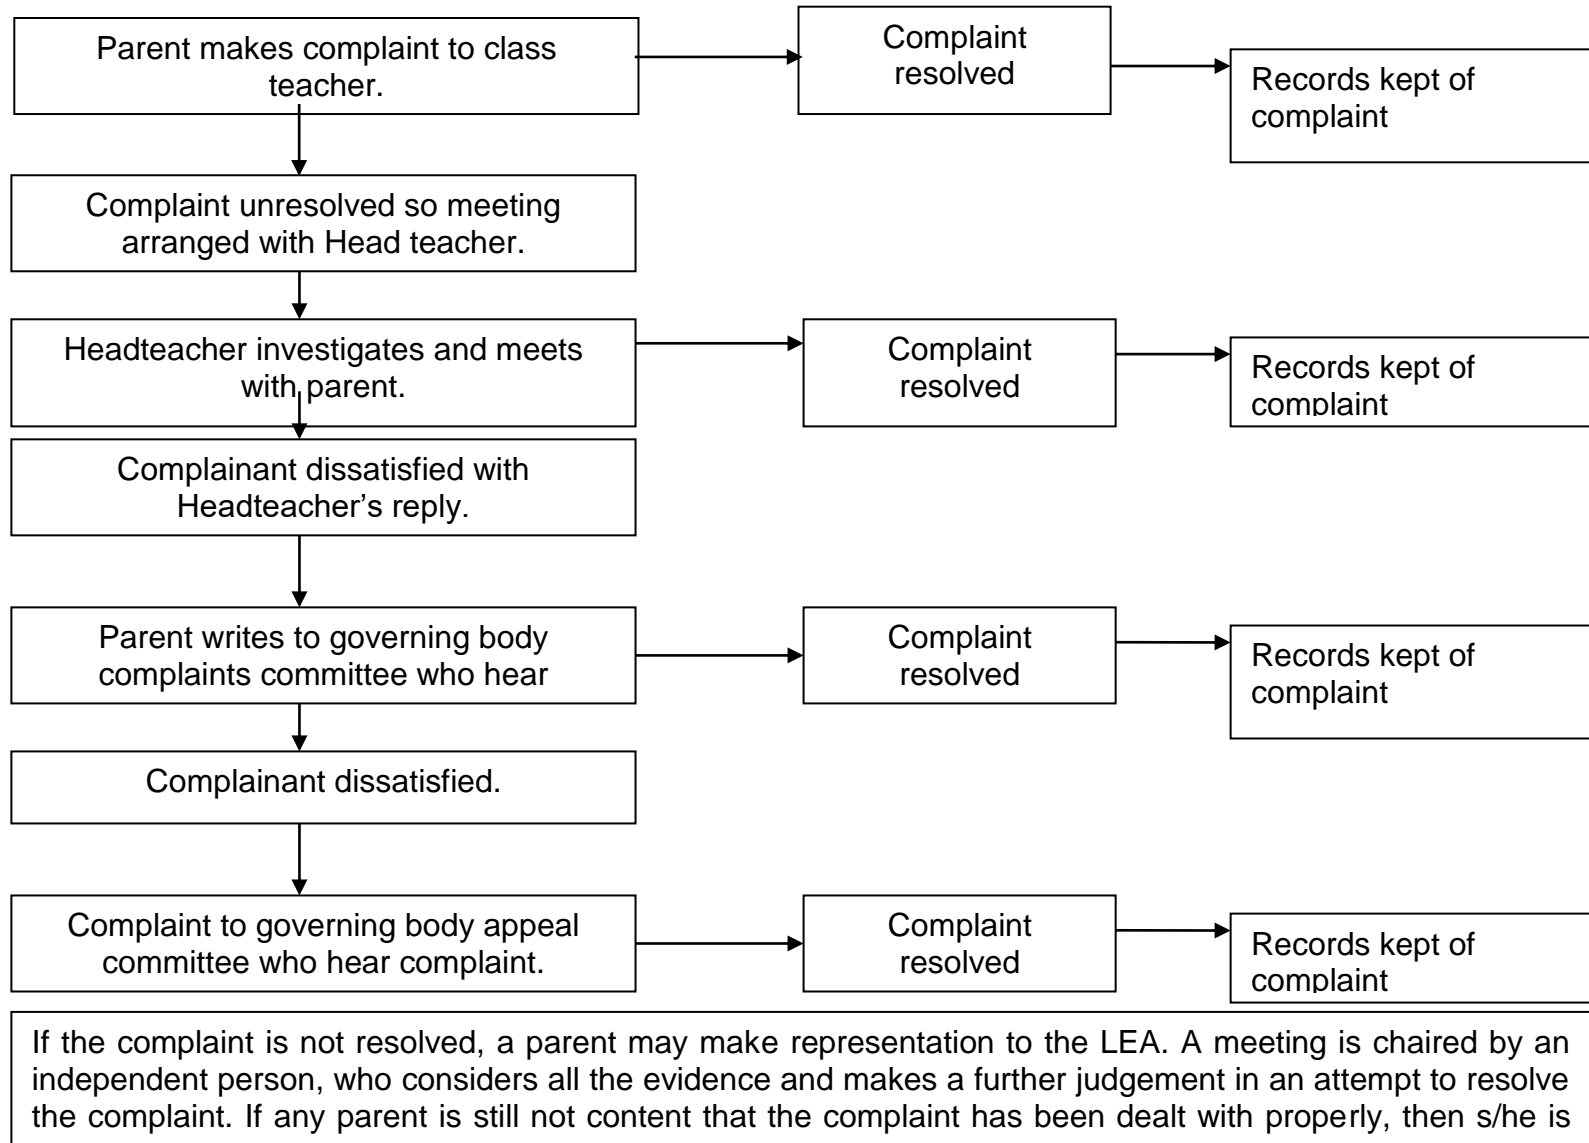 Parent makes complaint to class
teacher.
Complaint
resolved
Records kept of
complaint
Complaint unresolved so meeting
arranged with Head teacher.
Headteacher investigates and meets
with parent.
Complaint
resolved
Records kept of
complaint
Complainant dissatisfied with
Headteacher’s reply.
Parent writes to governing body
complaints committee who hear
Complaint
resolved
Records kept of
complaint
Complainant dissatisfied.
Complaint to governing body appeal
committee who hear complaint.
Complaint
resolved
Records kept of
complaint
If the complaint is not resolved, a parent may make representation to the LEA. A meeting is chaired by an
independent person, who considers all the evidence and makes a further judgement in an attempt to resolve
the complaint. If any parent is still not content that the complaint has been dealt with properly, then s/he is